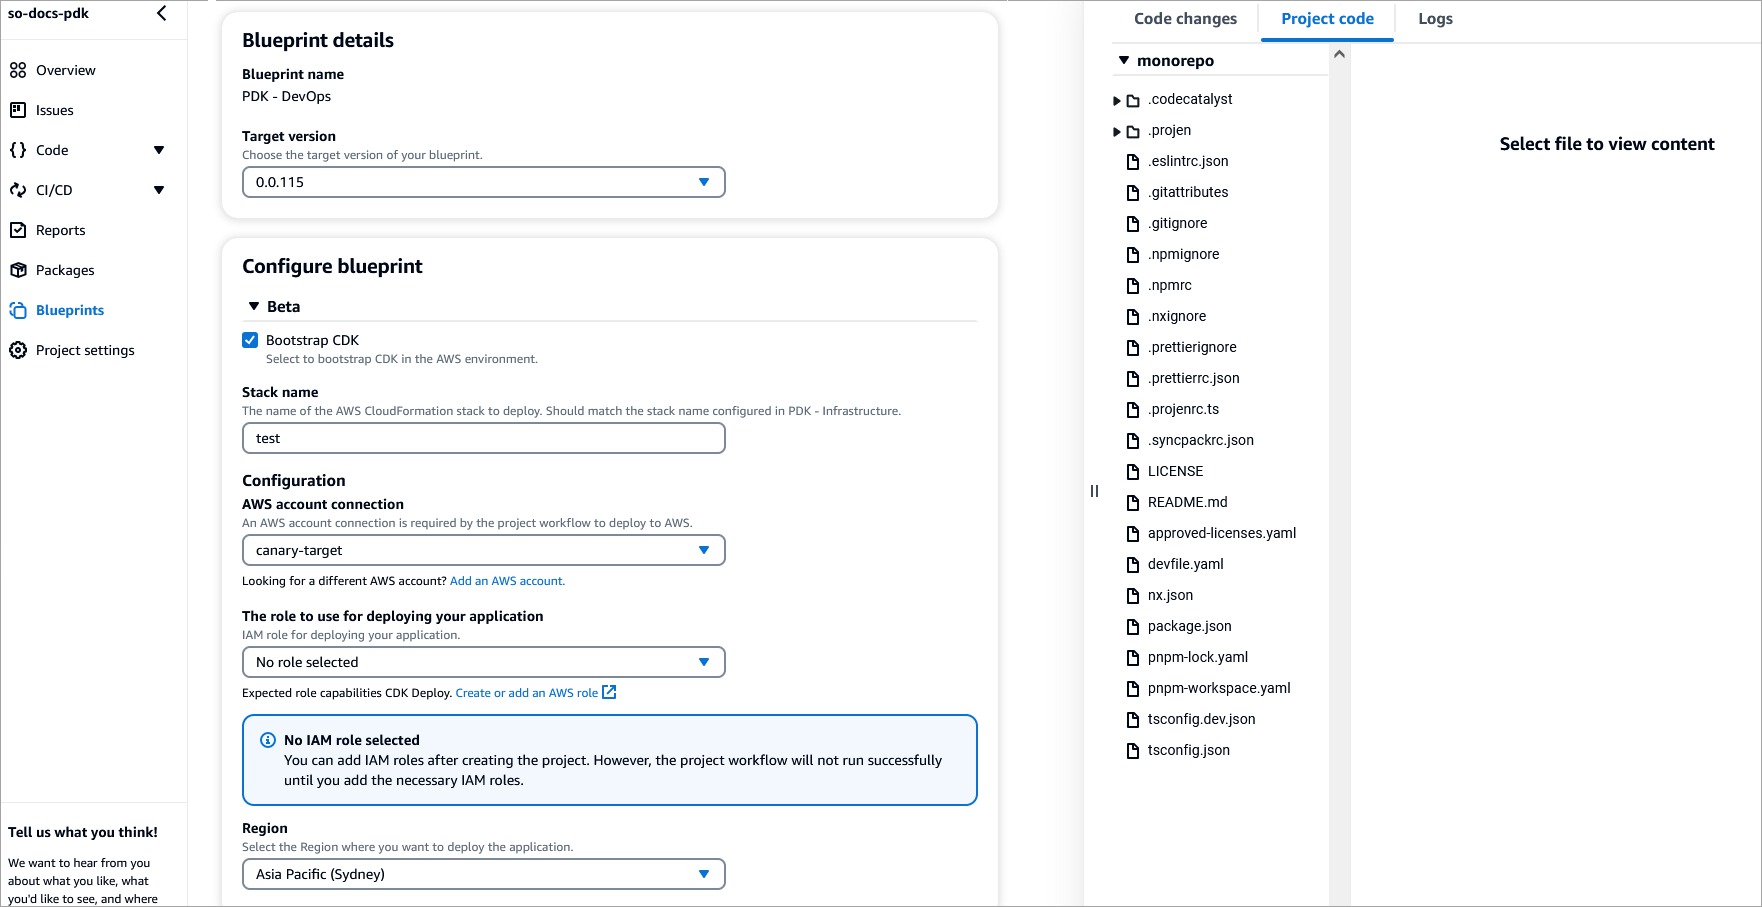 so-docs-pdk
Overview
Issues
Code
CI/CD
Reports
Packages
Blueprints
Project settings
Tell us what you think!
We want to hear from you
about what you like, what
you'd like to see, and where
Blueprint details
Blueprint name
PDK - DevOps
Target version
Choose the target version of your blueprint.
0.0.115
Configure blueprint
Beta
Bootstrap CDK
Select to bootstrap CDK in the AWS environment.
Stack name
The name of the AWS CloudFormation stack to deploy. Should match the stack name configured in PDK - Infrastructure.
test
Configuration
AWS account connection
An AWS account connection is required by the project workflow to deploy to AWS.
canary-target
Looking for a different AWS account? Add an AWS account.
The role to use for deploying your application
IAM role for deploying your application.
No role selected
Expected role capabilities CDK Deploy. Create or add an AWS role
No IAM role selected
You can add IAM roles after creating the project. However, the project workflow will not run successfully
until you add the necessary IAM roles.
Region
Select the Region where you want to deploy the application.
Asia Pacific (Sydney)
Code changes
Project code
Logs
monorepo
.codecatalyst
.projen
.eslintrc.json
.gitattributes
.gitignore
.npmignore
.npmrc
.nxignore
.prettierignore
.prettierrc.json
.projenrc.ts
.syncpackrc.json
LICENSE
README.md
approved-licenses.yaml
devfile.yaml
nx.json
package.json
pnpm-lock.yaml
pnpm-workspace.yaml
tsconfig.dev.json
tsconfig.json
Select file to view content